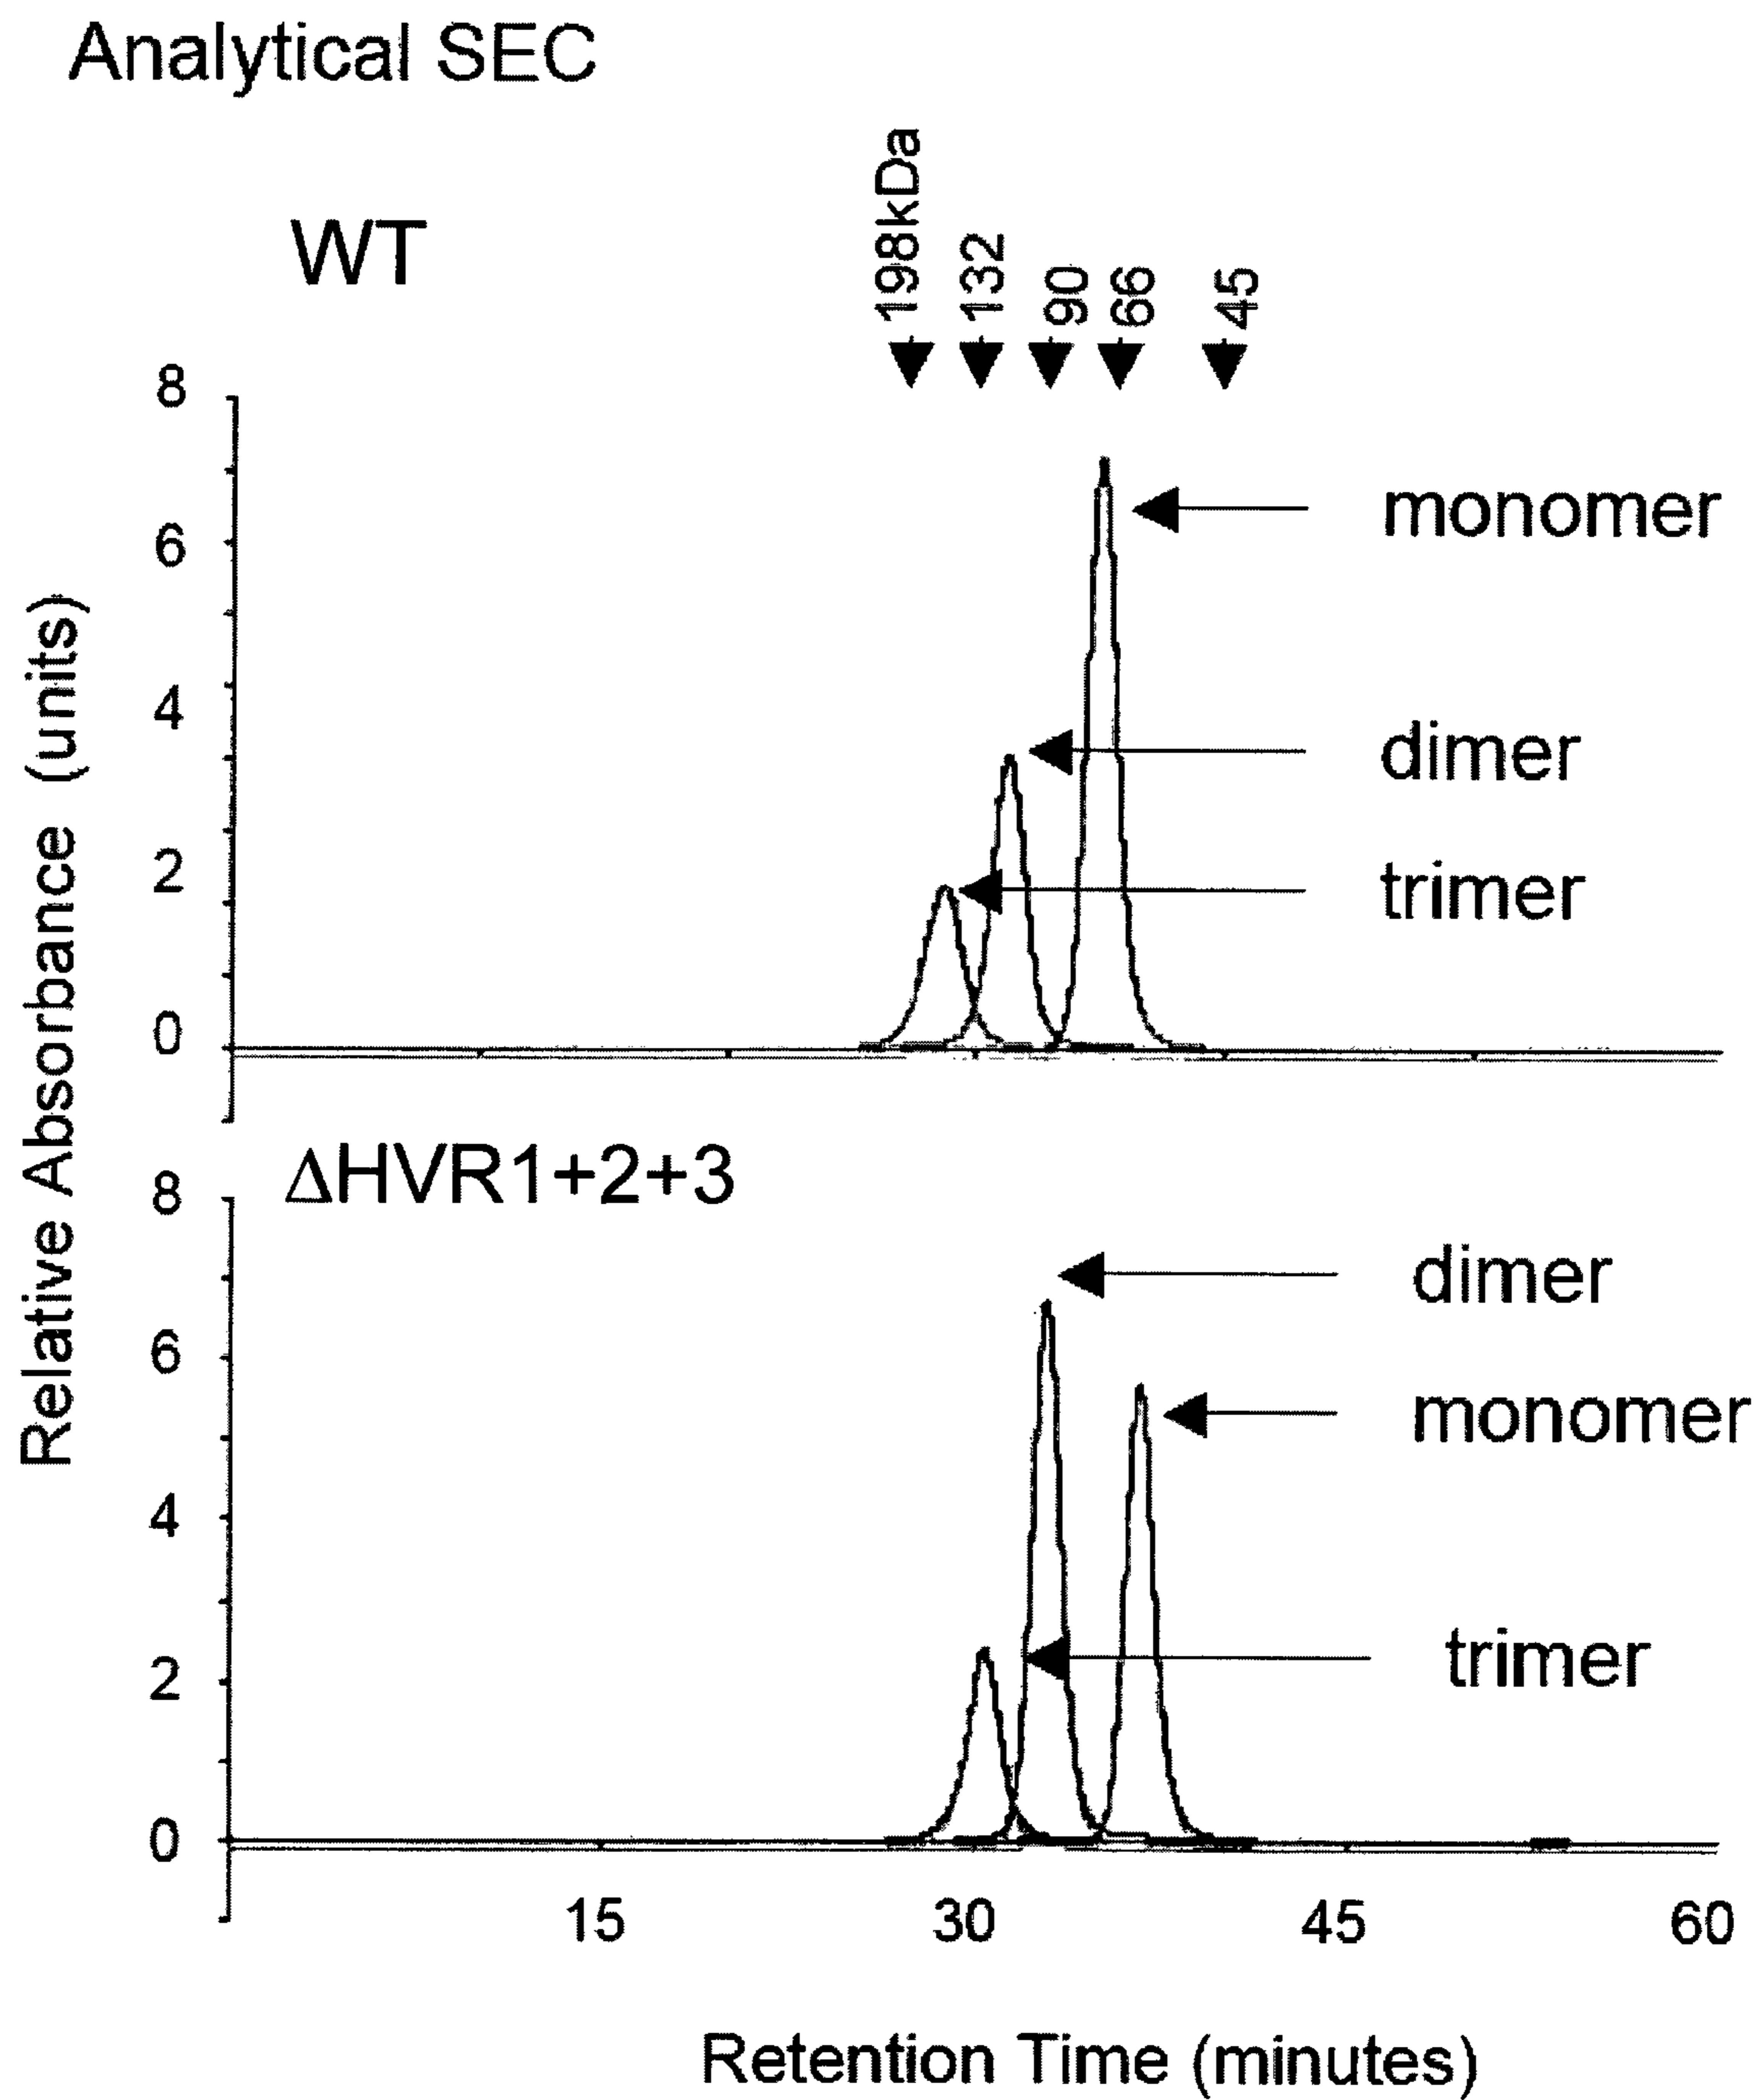 Analytical SEC
WT
198kDa
132
90
66
45
8
6
4
2
0
monomer
dimer
trimer
Relative Absorbance (units)
ΔHVR1+2+3
8
6
4
2
0
dimer
monomer
trimer
15 30 45 60
Retention Time (minutes)